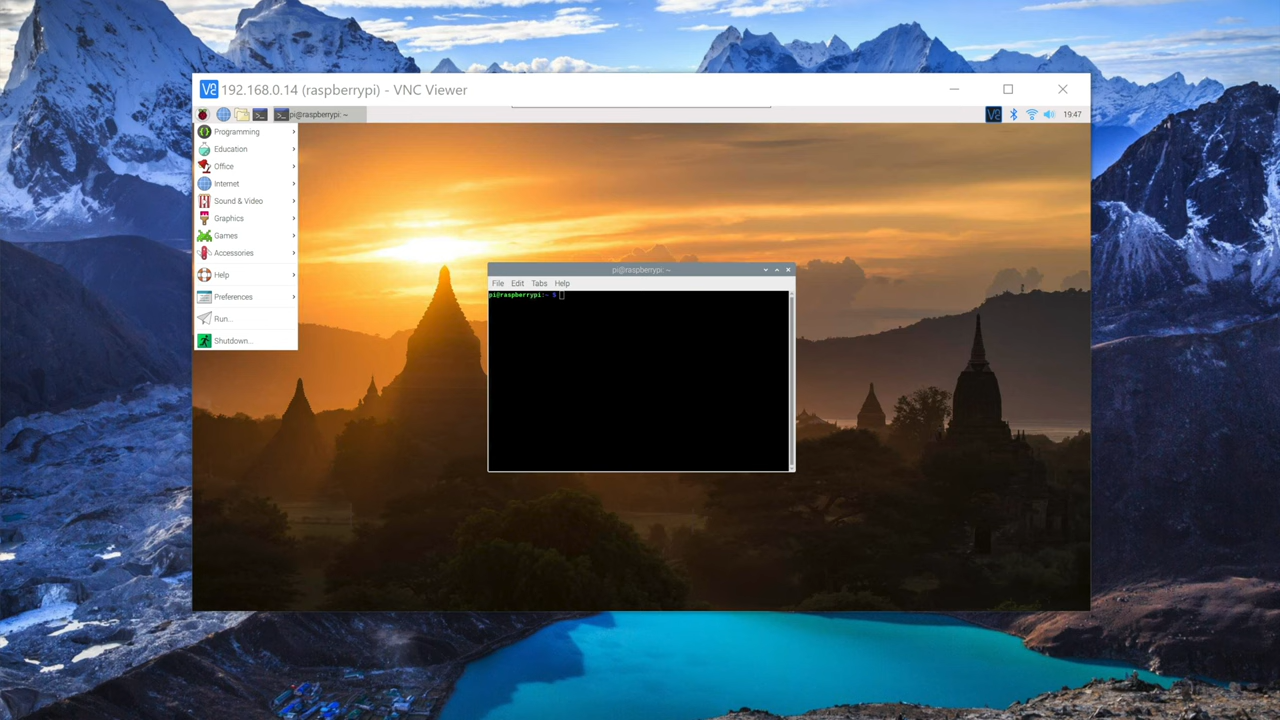 192.168.0.14 (raspberrypi) - VNC Viewer
pi@raspberrypi: ~
19:47
Programming
Education
Office
Internet
Sound & Video
Graphics
Games
Accessories
Help
Preferences
Run...
Shutdown...
pi@raspberrypi: ~
File Edit Tabs Help
pi@raspberrypi:~ $